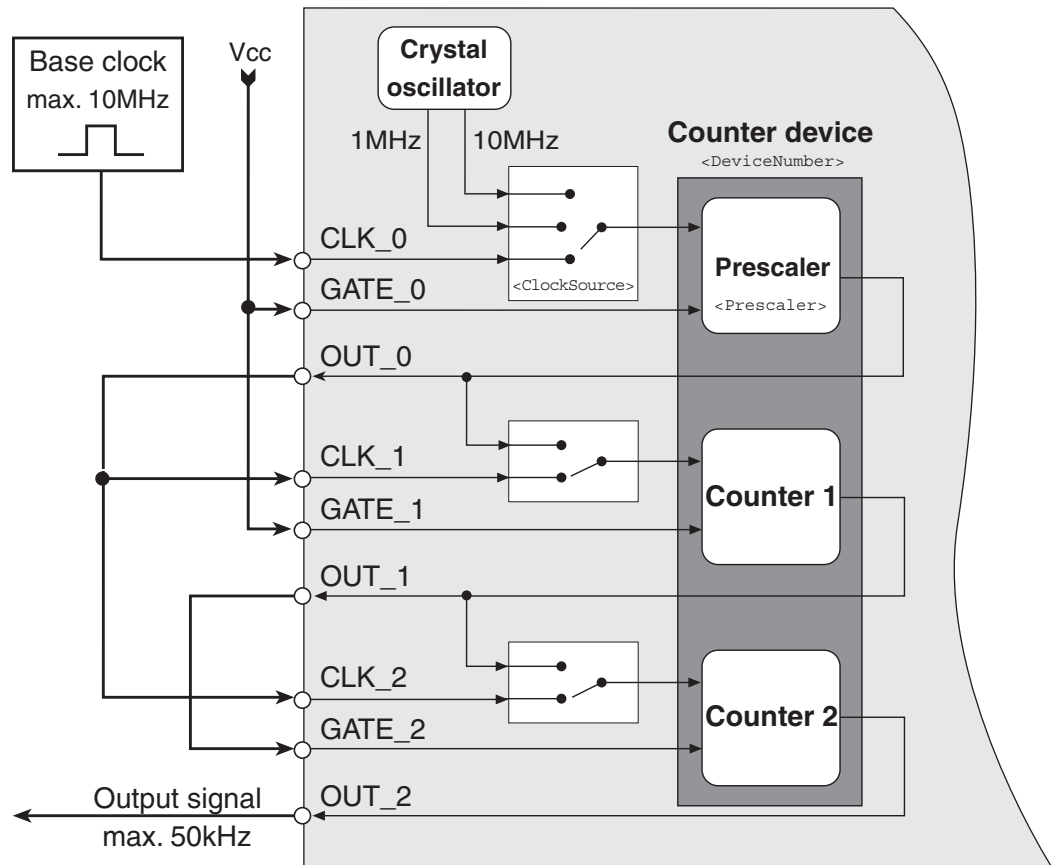 Base clock
max. 10MHz
Vcc
Crystal
oscillator
1MHz
10MHz
Counter device
<DeviceNumber>
CLK_0
<ClockSource>
Prescaler
<Prescaler>
GATE_0
OUT_0
CLK_1
Counter 1
GATE_1
OUT_1
CLK_2
Counter 2
GATE_2
Output signal
max. 50kHz
OUT_2